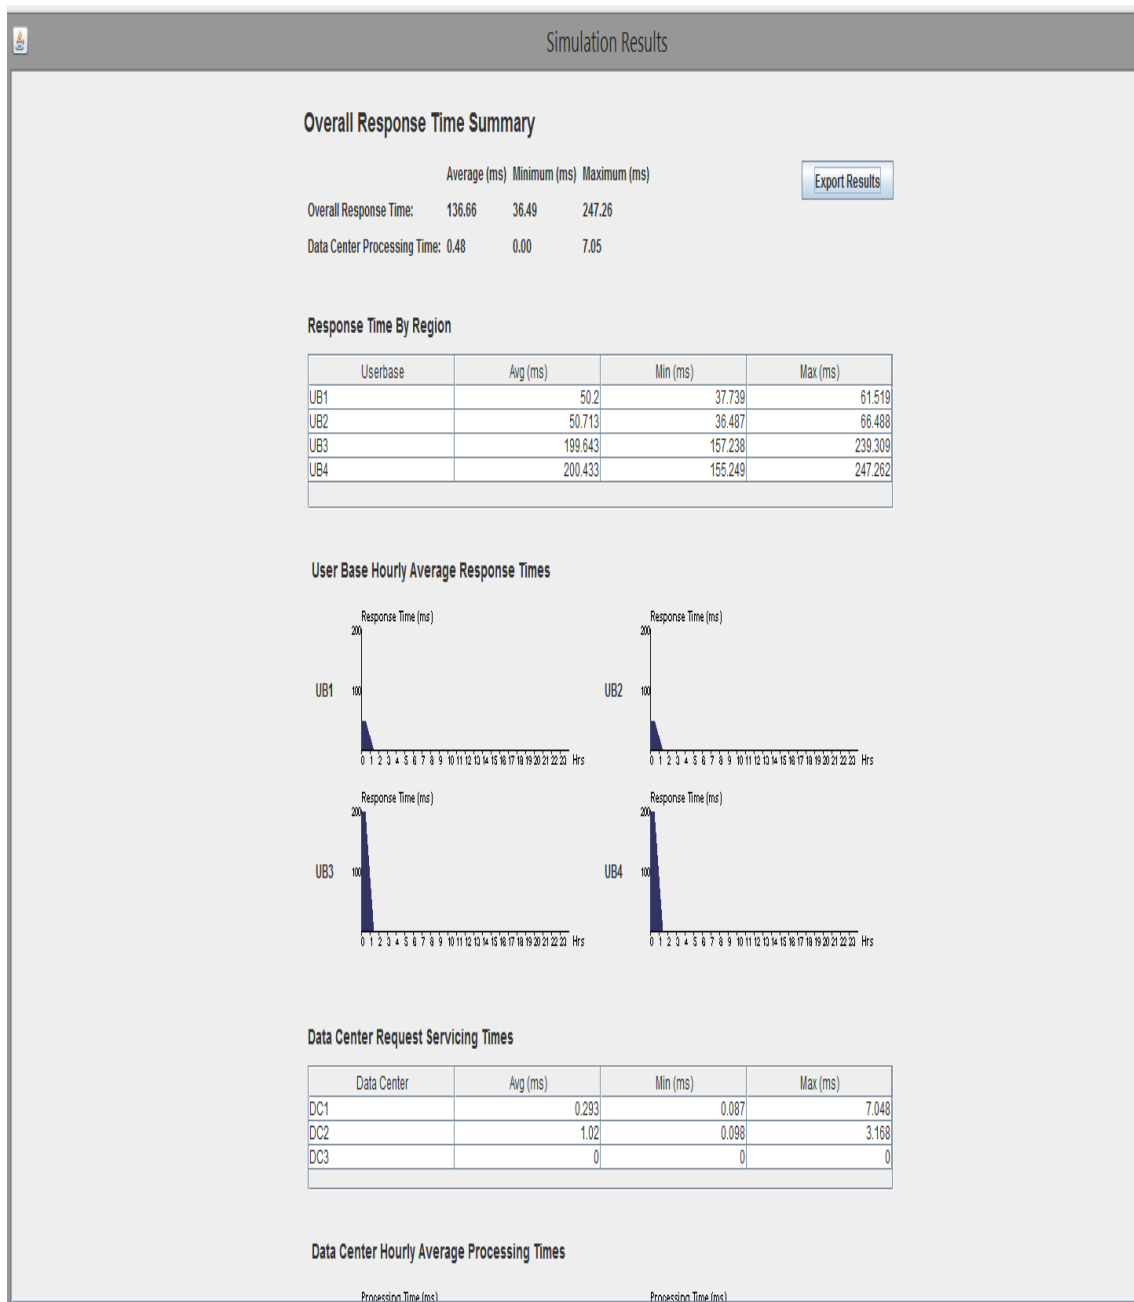 Simulation Results
Overall Response Time Summary
Average (ms) Minimum (ms) Maximum (ms)
Export Results
Overall Response Time: 136.66 36.49 247.26
Data Center Processing Time: 0.48 0.00 7.05
Response Time By Region
Userbase Avg (ms) Min (ms) Max (ms)
UB1 50.2 37.739 61.519
UB2 50.713 36.487 66.488
UB3 199.643 157.238 239.309
UB4 200.433 155.249 247.262
User Base Hourly Average Response Times
Response Time (ms) Response Time (ms)
200 200
UB1 100 UB2 100
0 1 2 3 4 5 6 7 8 9 10 11 12 13 14 15 16 17 18 19 20 21 22 23 Hrs 0 1 2 3 4 5 6 7 8 9 10 11 12 13 14 15 16 17 18 19 20 21 22 23 Hrs
Response Time (ms) Response Time (ms)
200 200
UB3 100 UB4 100
0 1 2 3 4 5 6 7 8 9 10 11 12 13 14 15 16 17 18 19 20 21 22 23 Hrs 0 1 2 3 4 5 6 7 8 9 10 11 12 13 14 15 16 17 18 19 20 21 22 23 Hrs
Data Center Request Servicing Times
Data Center Avg (ms) Min (ms) Max (ms)
DC1 0.293 0.087 7.048
DC2 1.02 0.098 3.168
DC3 0 0 0
Data Center Hourly Average Processing Times
Processing Time (ms) Processing Time (ms)